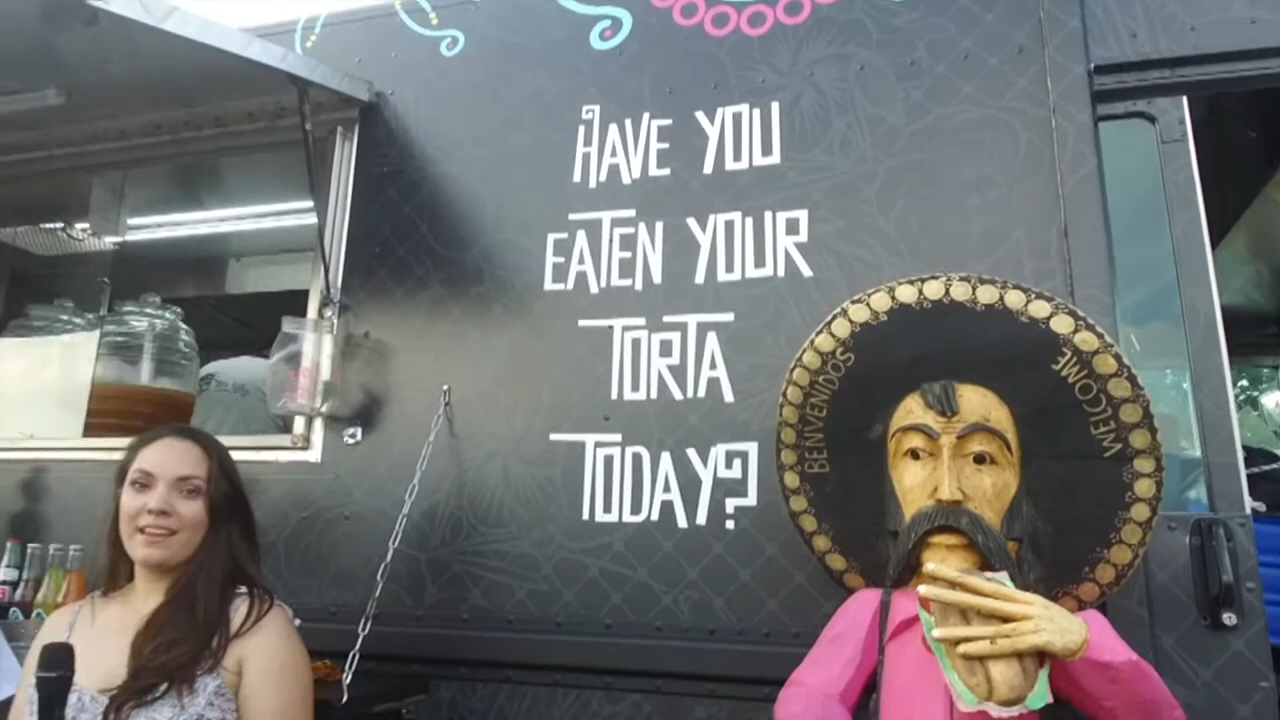 HAVE YOU
EATEN YOUR
TORTA
TODAY?
BENVENIDOS
WELCOME